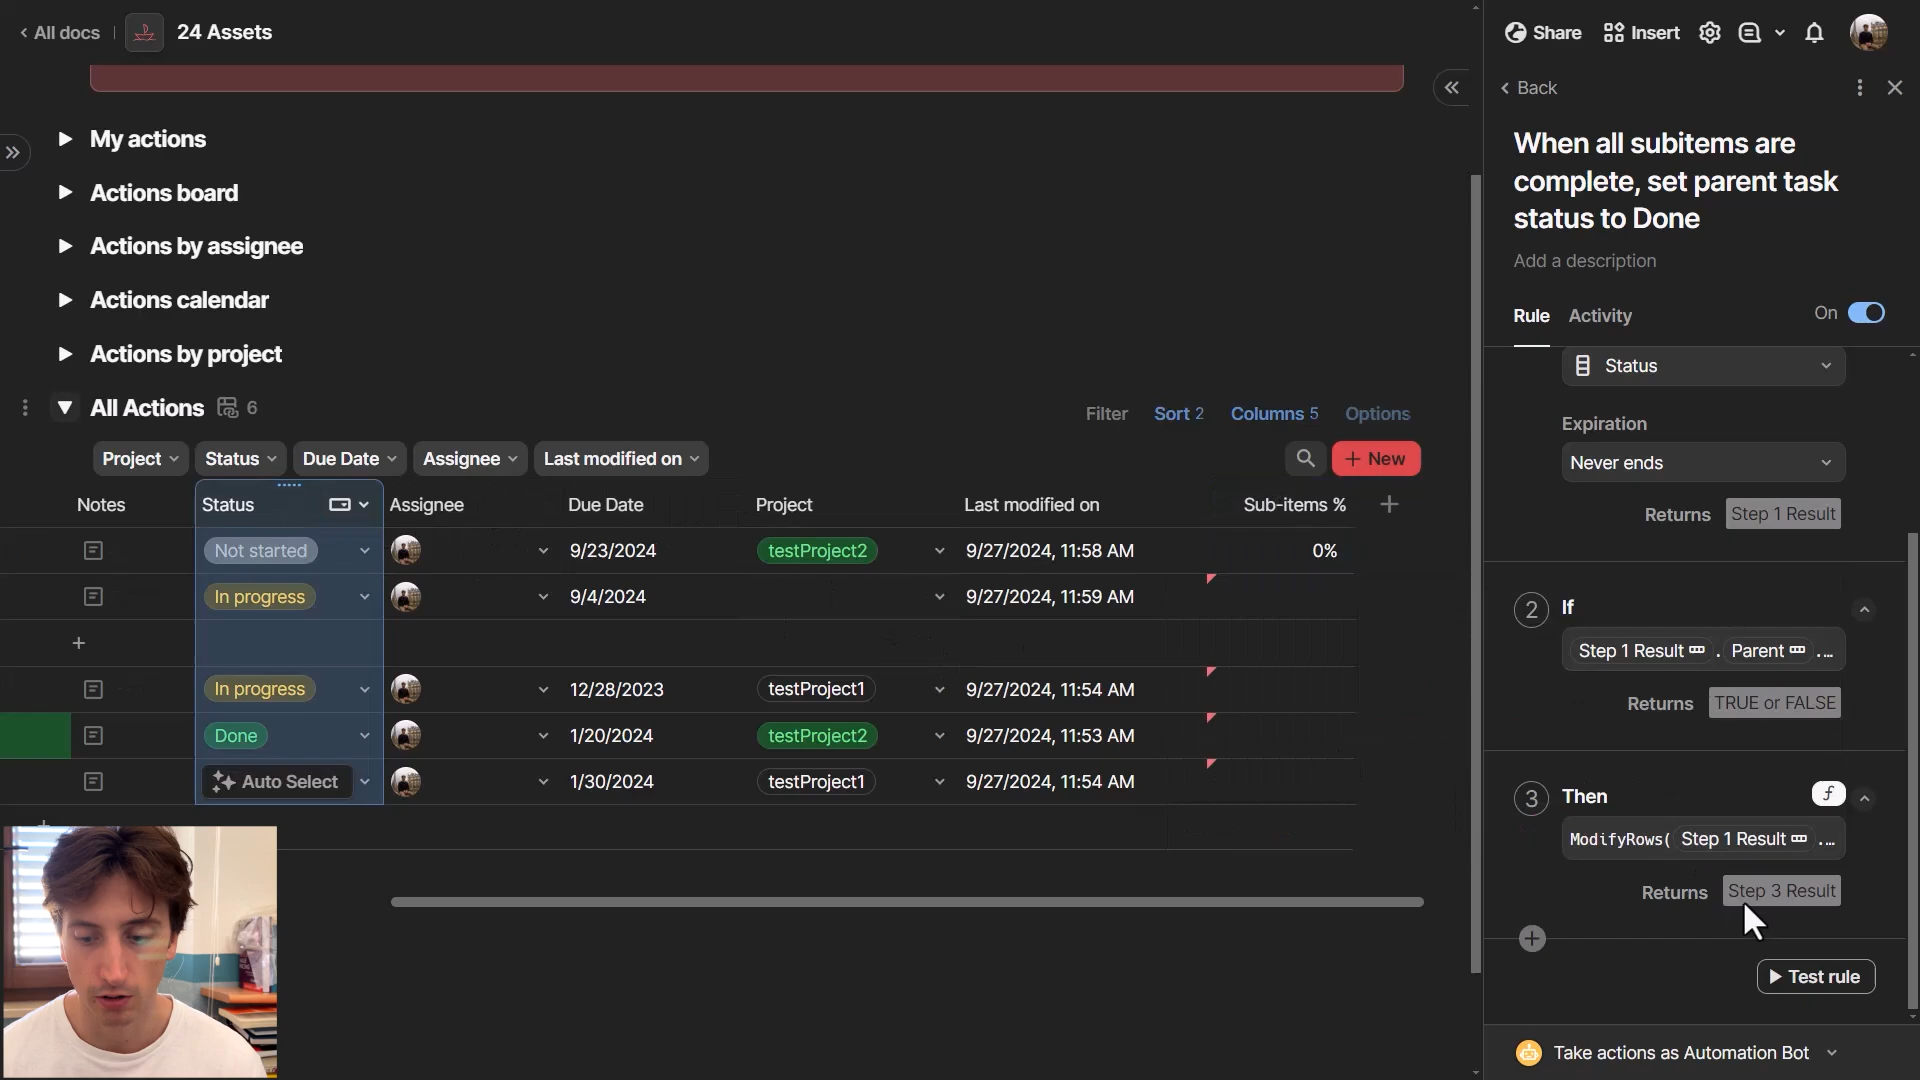 All docs
24 Assets
Share
Insert
Back
When all subitems are
complete, set parent task
status to Done
Add a description
Rule
Activity
On
My actions
Actions board
Actions by assignee
Actions calendar
Actions by project
All Actions 6
Filter
Sort 2
Columns 5
Options
Project
Status
Due Date
Assignee
Last modified on
New
Notes
Status
Assignee
Due Date
Project
Last modified on
Sub-items %
Not started 9/23/2024 testProject2 9/27/2024, 11:58 AM 0%
In progress 9/4/2024 9/27/2024, 11:59 AM
In progress 12/28/2023 testProject1 9/27/2024, 11:54 AM
Done 1/20/2024 testProject2 9/27/2024, 11:53 AM
Auto Select 1/30/2024 testProject1 9/27/2024, 11:54 AM
Status
Expiration
Never ends
Returns Step 1 Result
2 If
Step 1 Result . Parent . …
Returns TRUE or FALSE
3 Then
ModifyRows( Step 1 Result . …
Returns Step 3 Result
Test rule
Take actions as Automation Bot